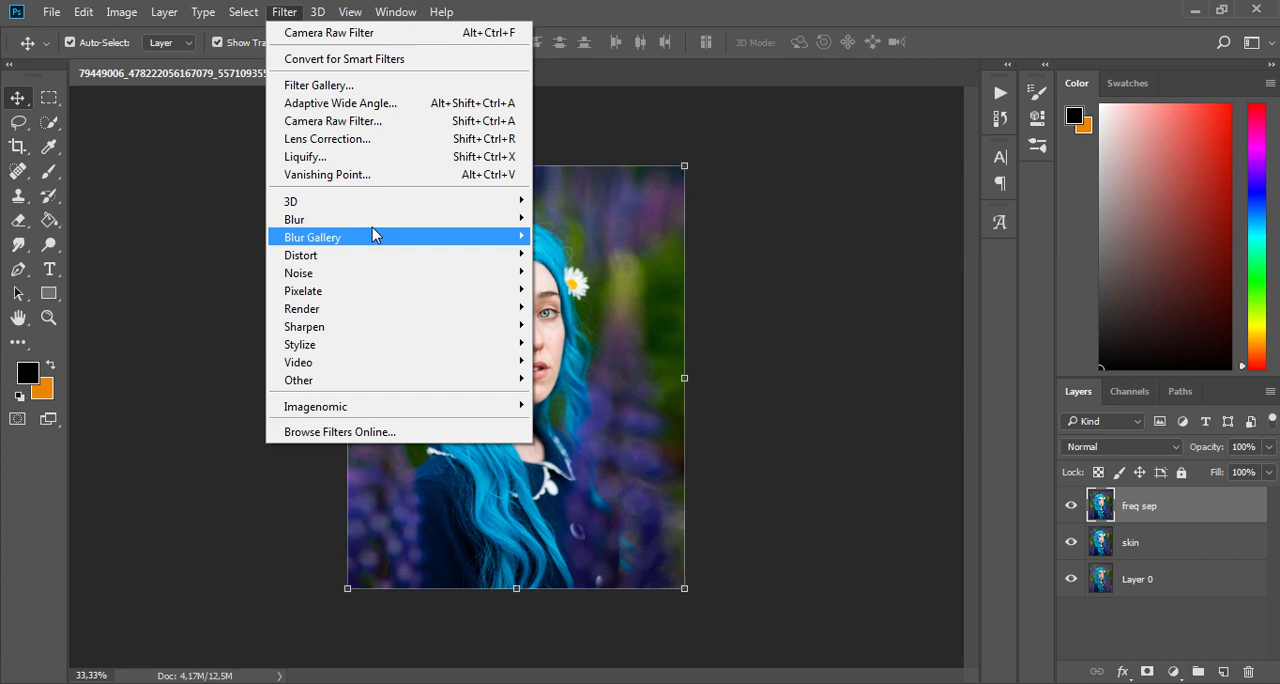 Ps File Edit Image Layer Type Select Filter 3D View Window Help
Auto-Select: Layer Show Tra 3D Mode:
79449006_478222056167079_55710935
Camera Raw Filter Alt+Ctrl+F
Convert for Smart Filters
Filter Gallery...
Adaptive Wide Angle... Alt+Shift+Ctrl+A
Camera Raw Filter... Shift+Ctrl+A
Lens Correction... Shift+Ctrl+R
Liquify... Shift+Ctrl+X
Vanishing Point... Alt+Ctrl+V
3D
Blur
Blur Gallery
Distort
Noise
Pixelate
Render
Sharpen
Stylize
Video
Other
Imagenomic
Browse Filters Online...
Color Swatches
Layers Channels Paths
Kind
Normal Opacity: 100%
Lock: Fill: 100%
freq sep
skin
Layer 0
33,33% Doc: 4,17M/12,5M